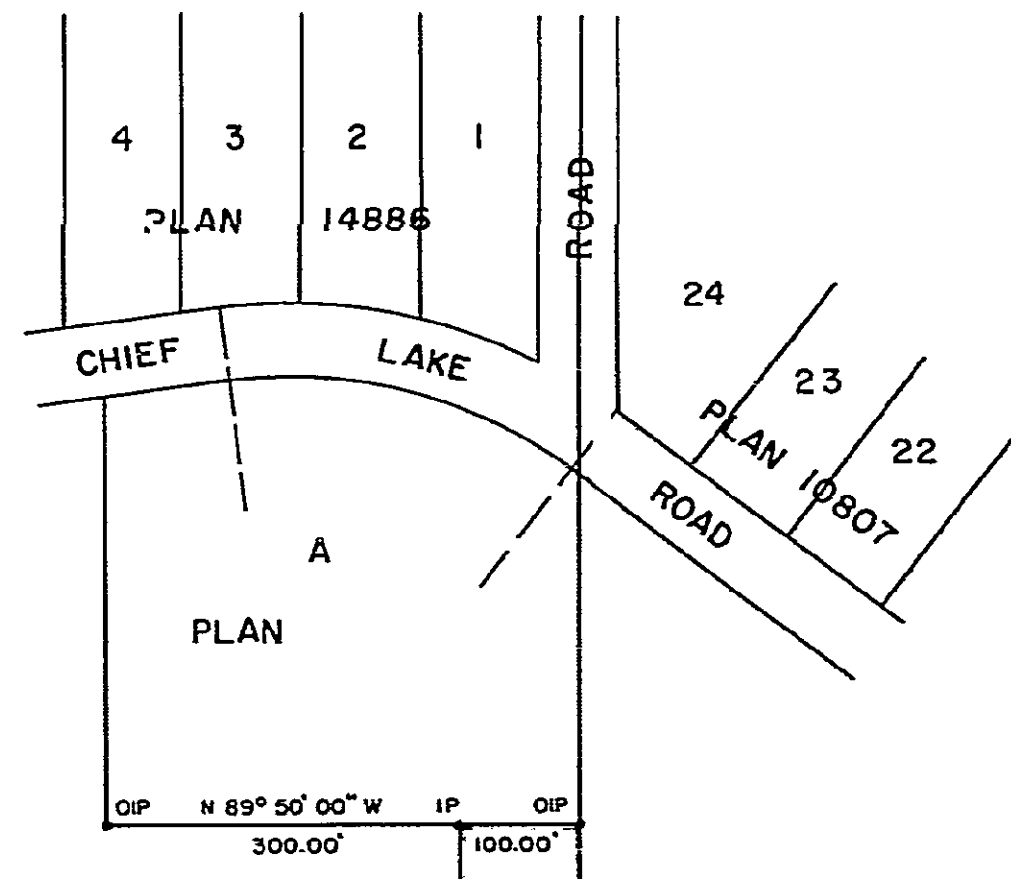 4 3 2 1
PLAN 14886
ROAD
24
23
22
PLAN 10807
CHIEF LAKE ROAD
A
PLAN
OIP N 89° 50' 00" W IP OIP
300.00' 100.00'